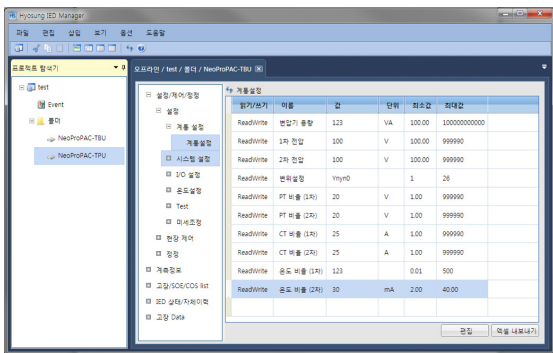 Hyosung IED Manager
파일 편집 삽입 보기 옵션 도움말
프로젝트 탐색기
test
Event
폴더
NeoProPAC-TBU
NeoProPAC-TPU
오프라인 / test / 폴더 / NeoProPAC-TBU
설정/제어/정정
설정
계통 설정
계통설정
시스템 설정
I/O 설정
온도설정
Test
미세조정
현장 제어
정정
계측정보
고장/SOE/COS list
IED 상태/자체이력
고장 Data
계통설정
읽기/쓰기 이름 값 단위 최소값 최대값
ReadWrite 변압기 용량 123 VA 100.00 100000000000
ReadWrite 1차 전압 100 V 100.00 999990
ReadWrite 2차 전압 100 V 100.00 999990
ReadWrite 변위설정 Ynyn0 1 26
ReadWrite PT 비율 (1차) 20 V 1.00 999990
ReadWrite PT 비율 (2차) 20 V 1.00 999990
ReadWrite CT 비율 (1차) 25 A 1.00 999990
ReadWrite CT 비율 (2차) 25 A 1.00 999990
ReadWrite 온도 비율 (1차) 123 0.01 500
ReadWrite 온도 비율 (2차) 30 mA 2.00 40.00
편집 엑셀 내보내기